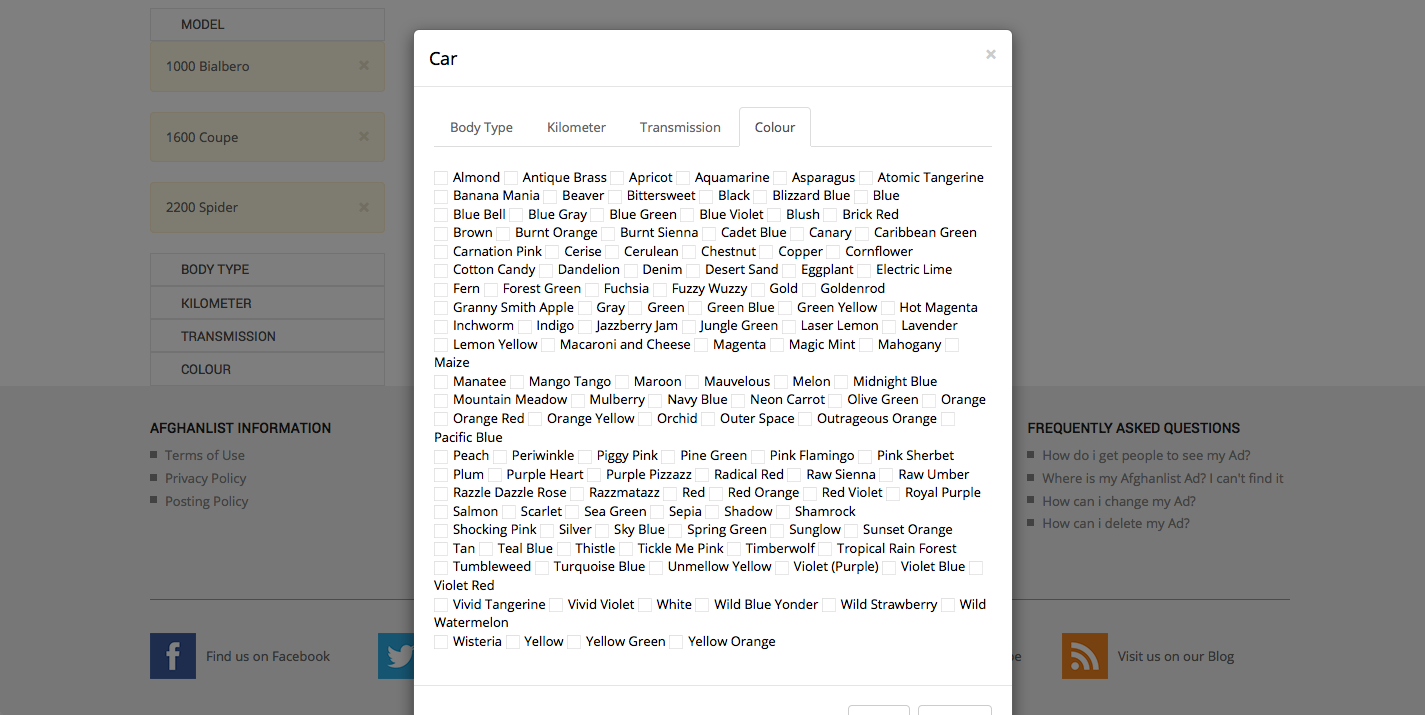 MODEL
1000 Bialbero ×
1600 Coupe ×
2200 Spider ×
BODY TYPE
KILOMETER
TRANSMISSION
COLOUR
Car ×
Body Type Kilometer Transmission Colour
Almond Antique Brass Apricot Aquamarine Asparagus Atomic Tangerine
Banana Mania Beaver Bittersweet Black Blizzard Blue Blue
Blue Bell Blue Gray Blue Green Blue Violet Blush Brick Red
Brown Burnt Orange Burnt Sienna Cadet Blue Canary Caribbean Green
Carnation Pink Cerise Cerulean Chestnut Copper Cornflower
Cotton Candy Dandelion Denim Desert Sand Eggplant Electric Lime
Fern Forest Green Fuchsia Fuzzy Wuzzy Gold Goldenrod
Granny Smith Apple Gray Green Green Blue Green Yellow Hot Magenta
Inchworm Indigo Jazzberry Jam Jungle Green Laser Lemon Lavender
Lemon Yellow Macaroni and Cheese Magenta Magic Mint Mahogany
Maize
Manatee Mango Tango Maroon Mauvelous Melon Midnight Blue
Mountain Meadow Mulberry Navy Blue Neon Carrot Olive Green Orange
Orange Red Orange Yellow Orchid Outer Space Outrageous Orange
Pacific Blue
Peach Periwinkle Piggy Pink Pine Green Pink Flamingo Pink Sherbet
Plum Purple Heart Purple Pizzazz Radical Red Raw Sienna Raw Umber
Razzle Dazzle Rose Razzmatazz Red Red Orange Red Violet Royal Purple
Salmon Scarlet Sea Green Sepia Shadow Shamrock
Shocking Pink Silver Sky Blue Spring Green Sunglow Sunset Orange
Tan Teal Blue Thistle Tickle Me Pink Timberwolf Tropical Rain Forest
Tumbleweed Turquoise Blue Unmellow Yellow Violet (Purple) Violet Blue
Violet Red
Vivid Tangerine Vivid Violet White Wild Blue Yonder Wild Strawberry Wild
Watermelon
Wisteria Yellow Yellow Green Yellow Orange
AFGHANLIST INFORMATION
Terms of Use
Privacy Policy
Posting Policy
FREQUENTLY ASKED QUESTIONS
How do i get people to see my Ad?
Where is my Afghanlist Ad? I can't find it
How can i change my Ad?
How can i delete my Ad?
Find us on Facebook
be
Visit us on our Blog